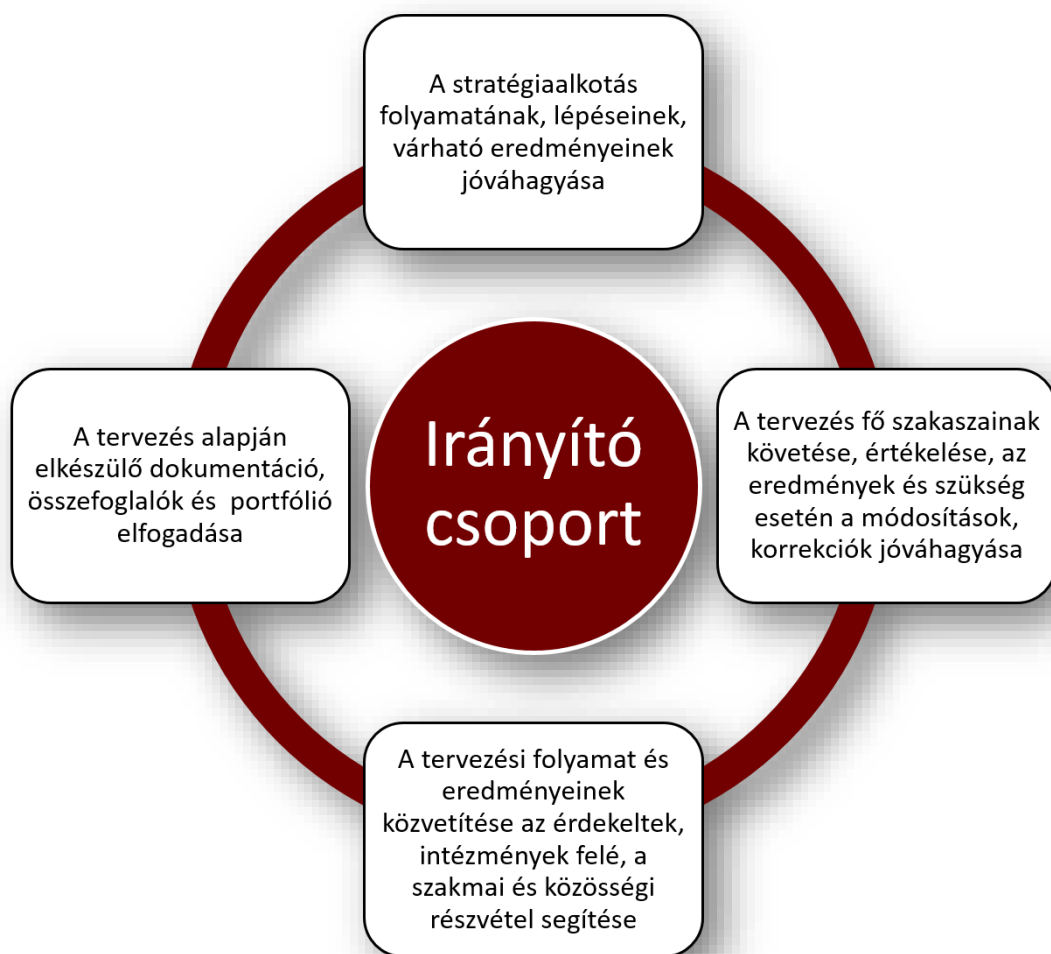 A stratégiaalkotás
folyamatának, lépéseinek,
várható eredményeinek
jóváhagyása
A tervezés alapján
elkészülő dokumentáció,
összefoglalók és  portfólió
elfogadása
Irányító
csoport
A tervezés fő szakaszainak
követése, értékelése, az
eredmények és szükség
esetén a módosítások,
korrekciók jóváhagyása
A tervezési folyamat és
eredményeinek
közvetítése az érdekeltek,
intézmények felé, a
szakmai és közösségi
részvétel segítése